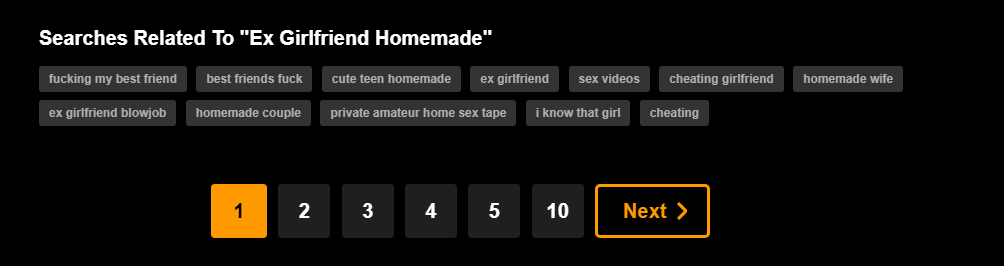 Searches Related To "Ex Girlfriend Homemade"
fucking my best friend best friends fuck cute teen homemade ex girlfriend sex videos cheating girlfriend homemade wife
ex girlfriend blowjob homemade couple private amateur home sex tape i know that girl cheating
1 2 3 4 5 10 Next